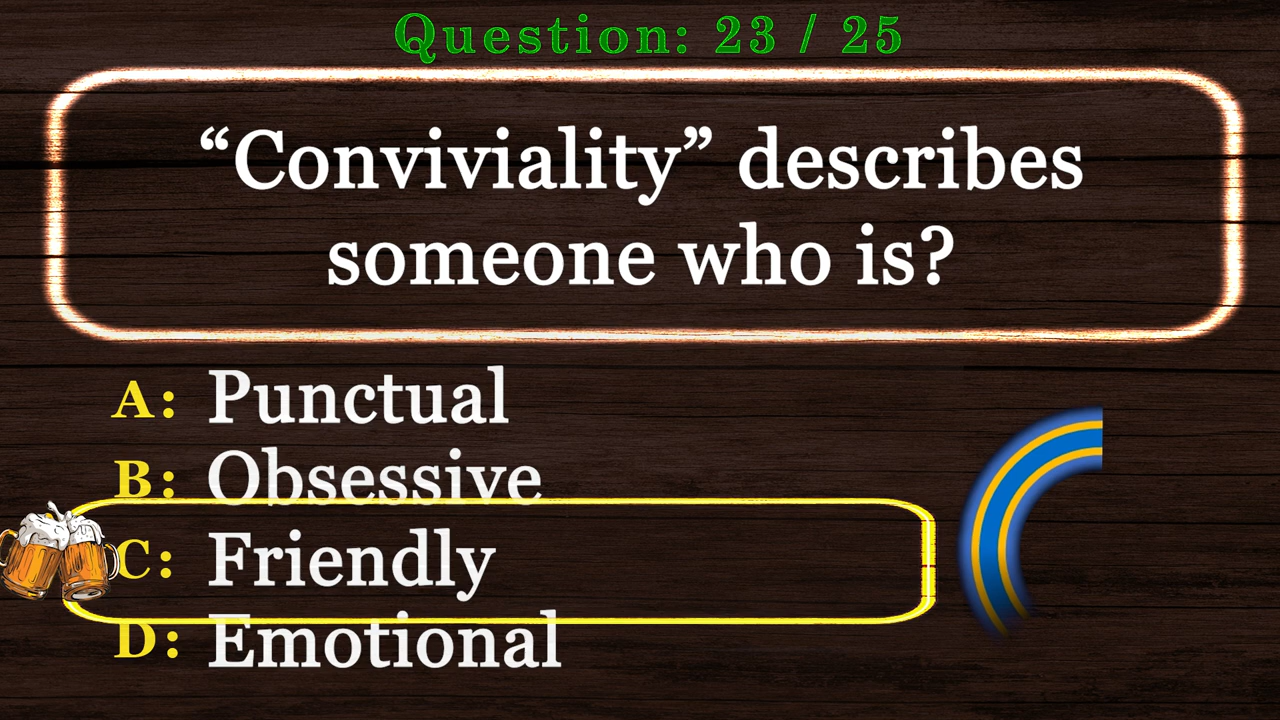 Question: 23 / 25
“Conviviality” describes
someone who is?
A: Punctual
B: Obsessive
C: Friendly
D: Emotional